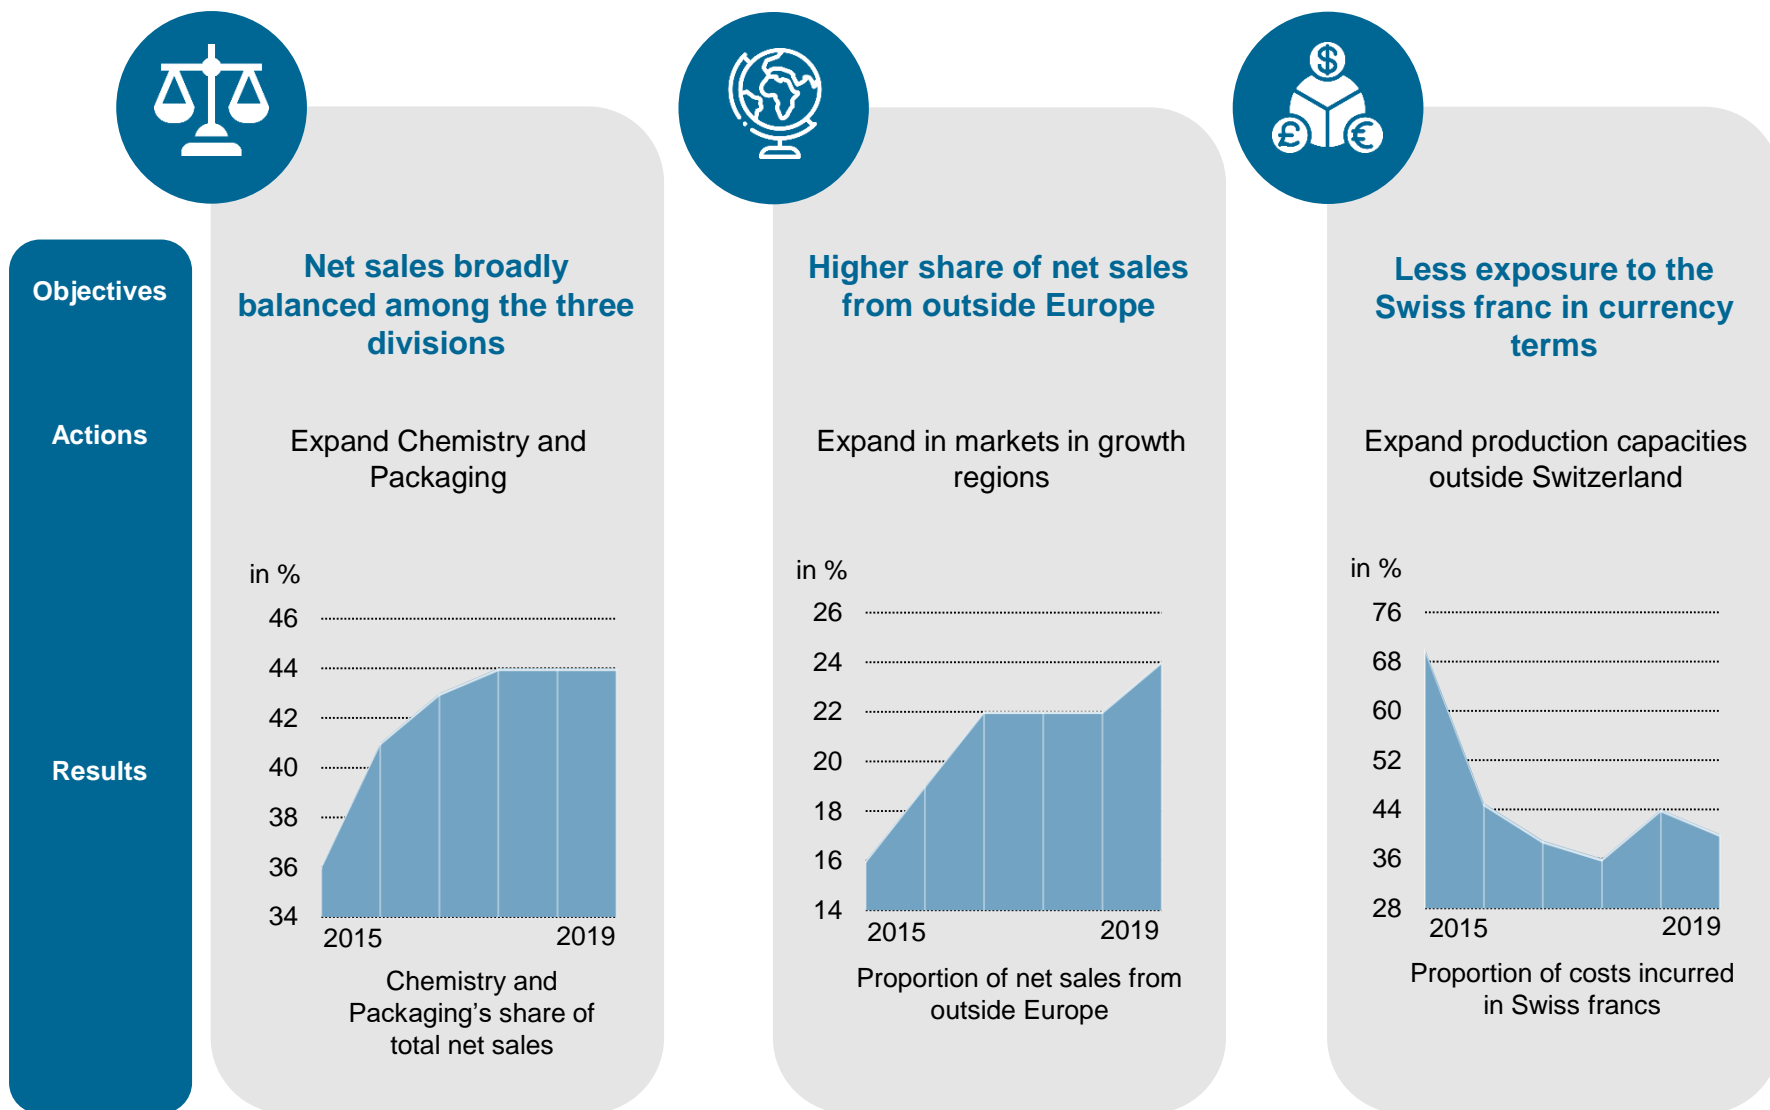 $
£
€
Objectives
Net sales broadly
balanced among the three
divisions
Higher share of net sales
from outside Europe
Less exposure to the
Swiss franc in currency
terms
Actions
Expand Chemistry and
Packaging
Expand in markets in growth
regions
Expand production capacities
outside Switzerland
Results
in %
46
44
42
40
38
36
34
2015
2019
Chemistry and
Packaging’s share of
total net sales
in %
26
24
22
20
18
16
14
2015
2019
Proportion of net sales from
outside Europe
in %
76
68
60
52
44
36
28
2015
2019
Proportion of costs incurred
in Swiss francs